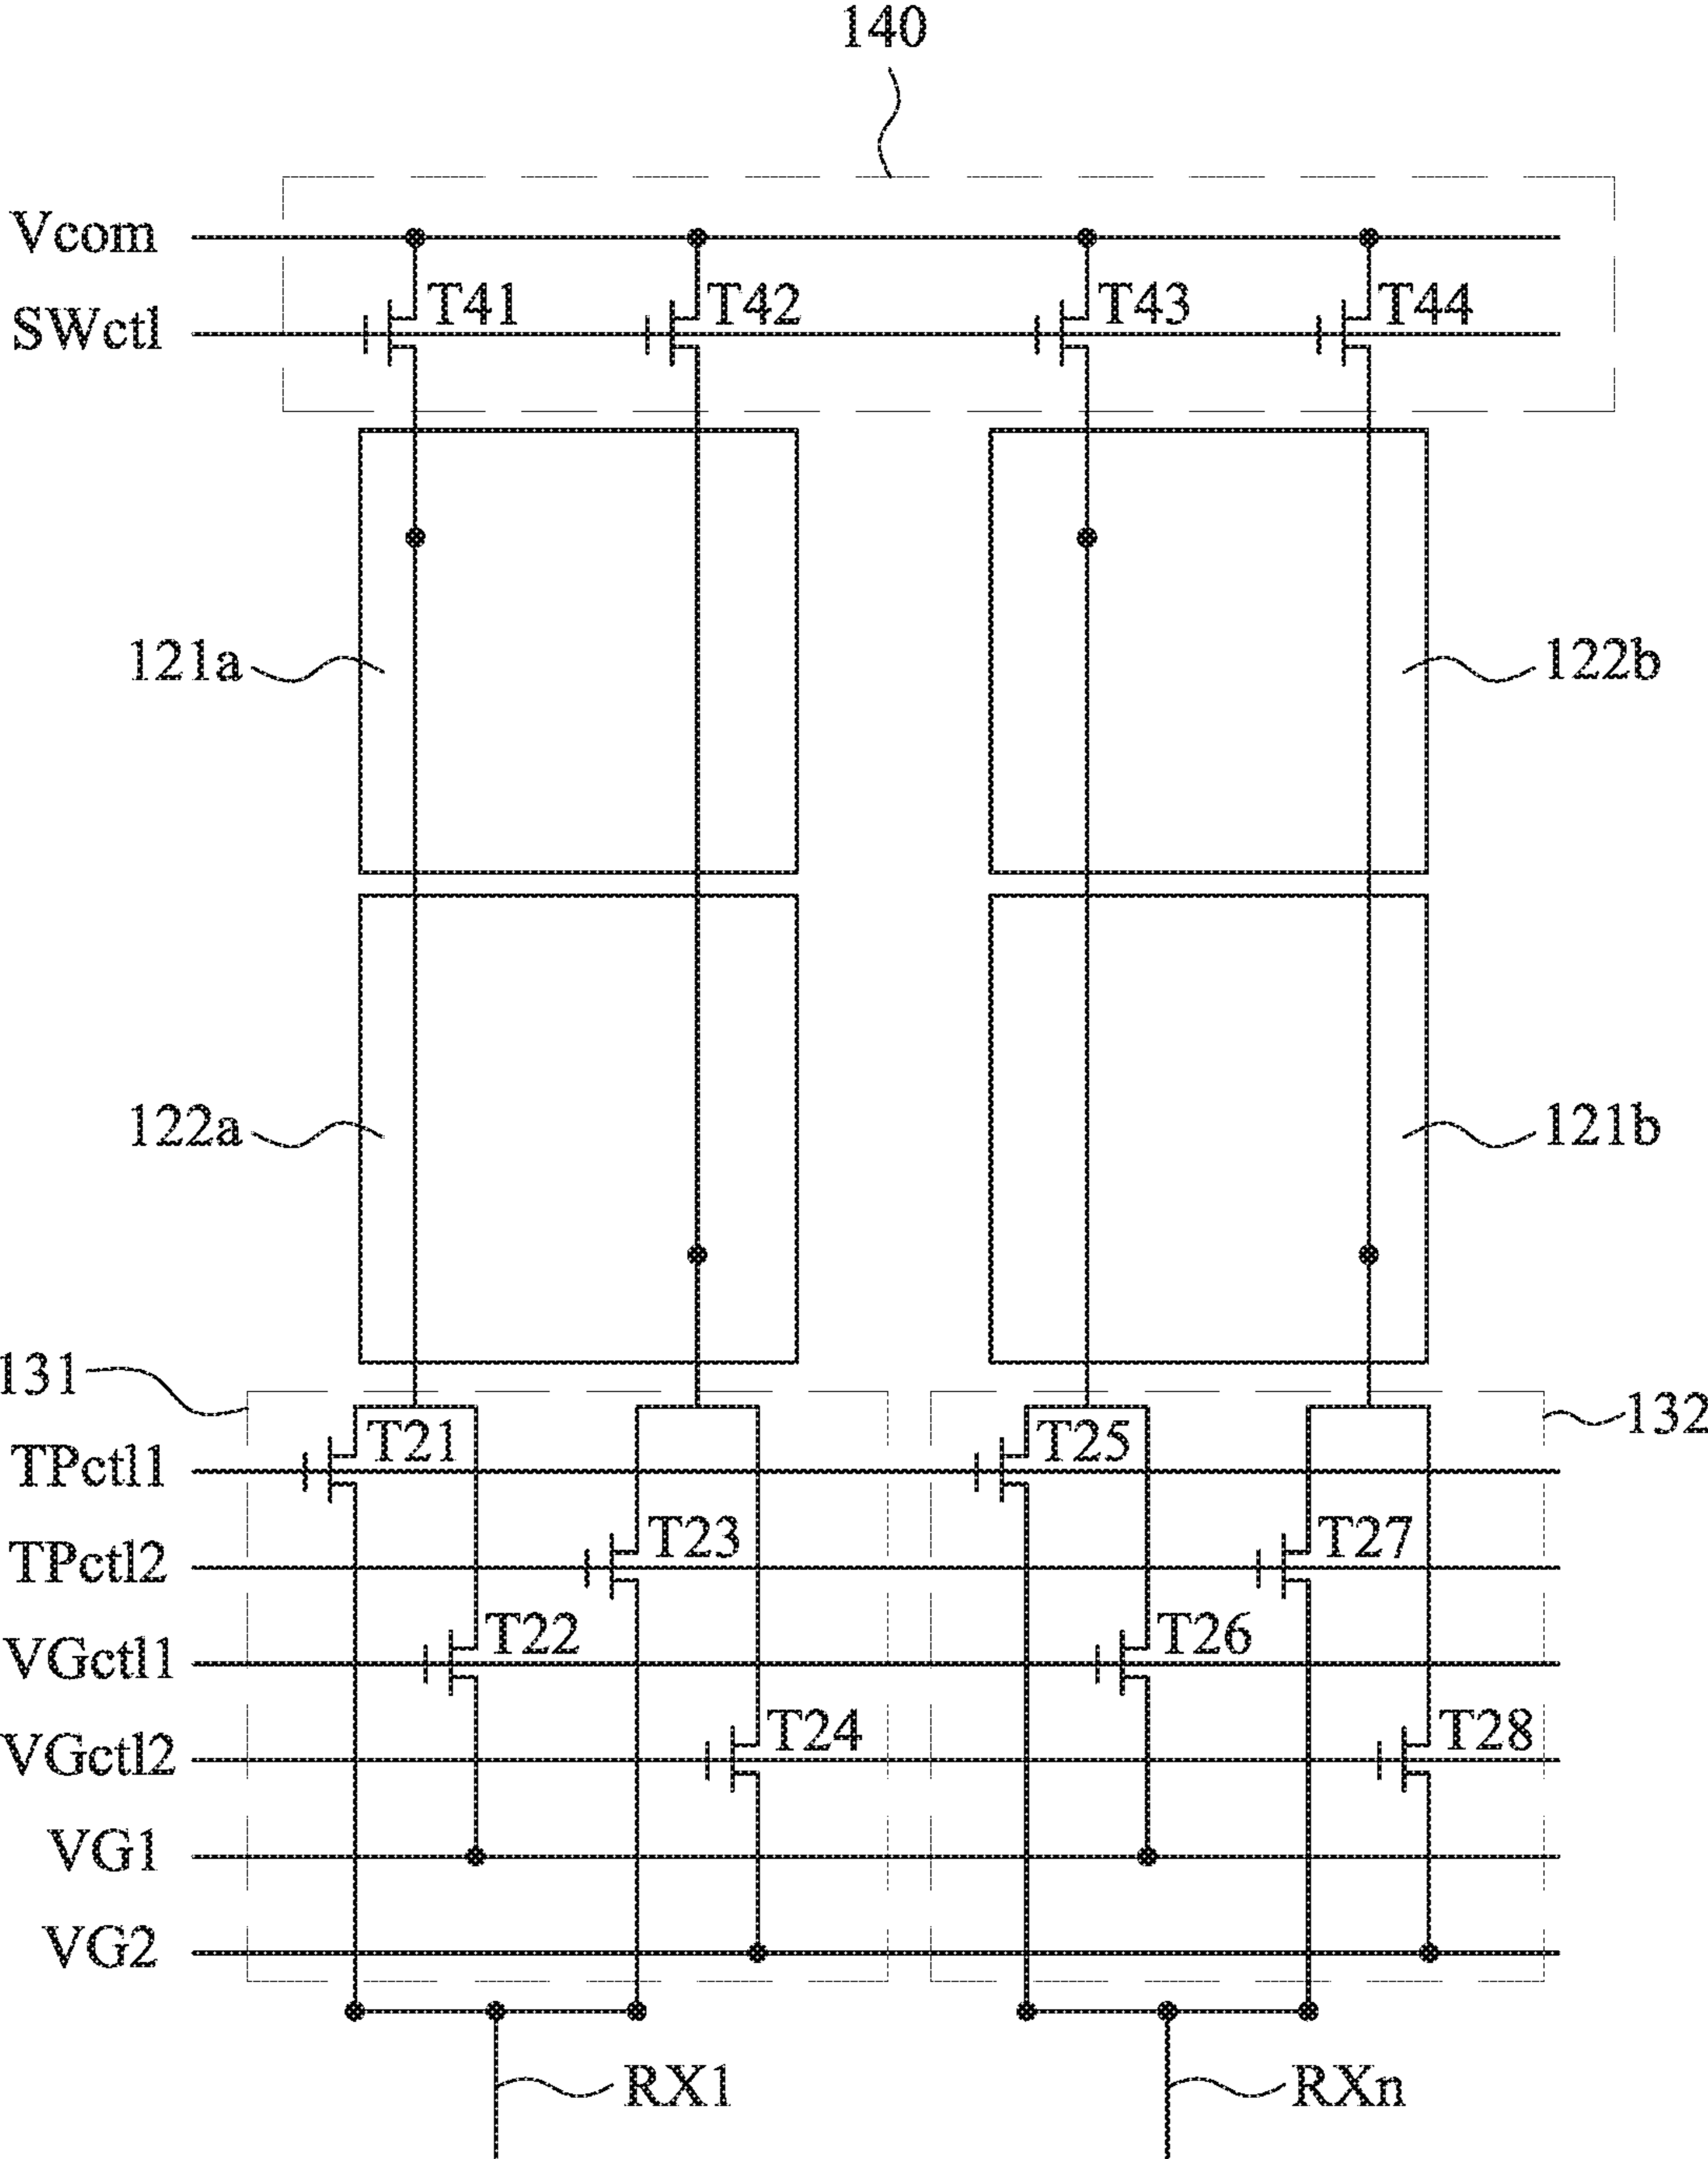 140
Vcom
T41 T42 T43 T44
SWctl
121a 122b
122a 121b
131
132
T21 T25
TPctl1
T23 T27
TPctl2
T22 T26
VGctl1
T24 T28
VGctl2
VG1
VG2
RX1 RXn